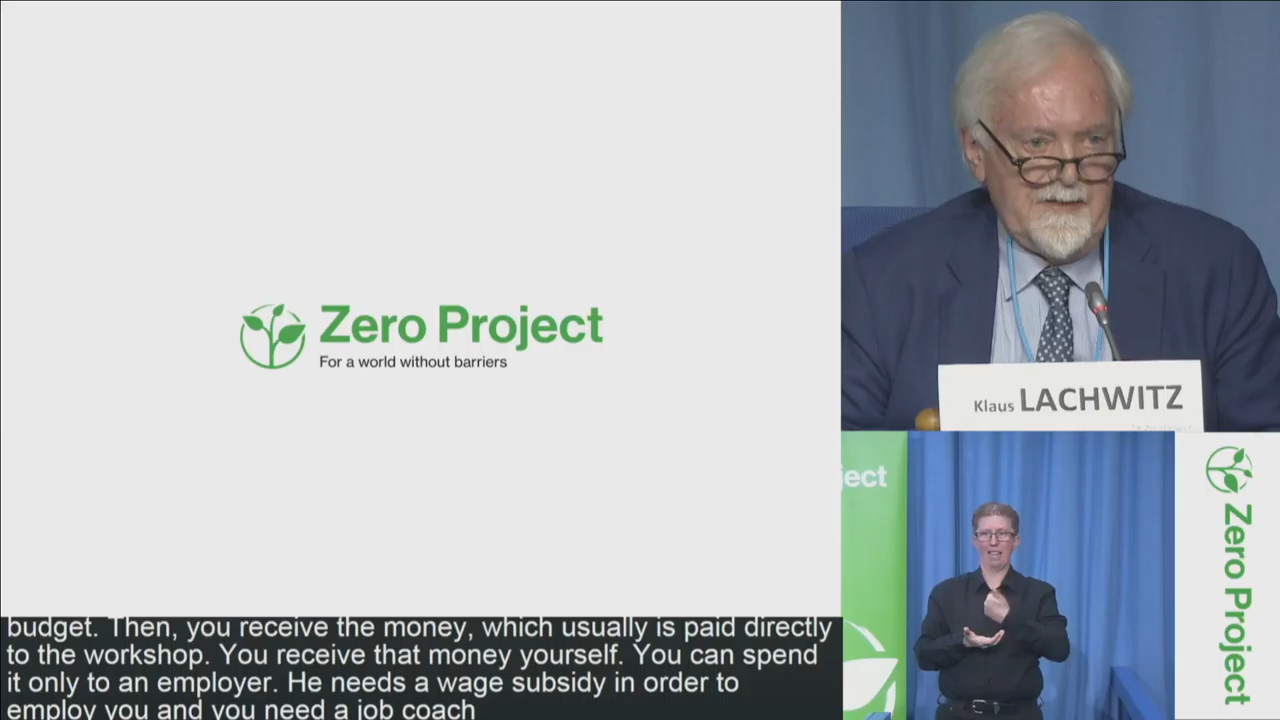 Zero Project
For a world without barriers
Klaus LACHWITZ
ject
Zero Project
budget. Then, you receive the money, which usually is paid directly
to the workshop. You receive that money yourself. You can spend
it only to an employer. He needs a wage subsidy in order to
employ you and you need a job coach